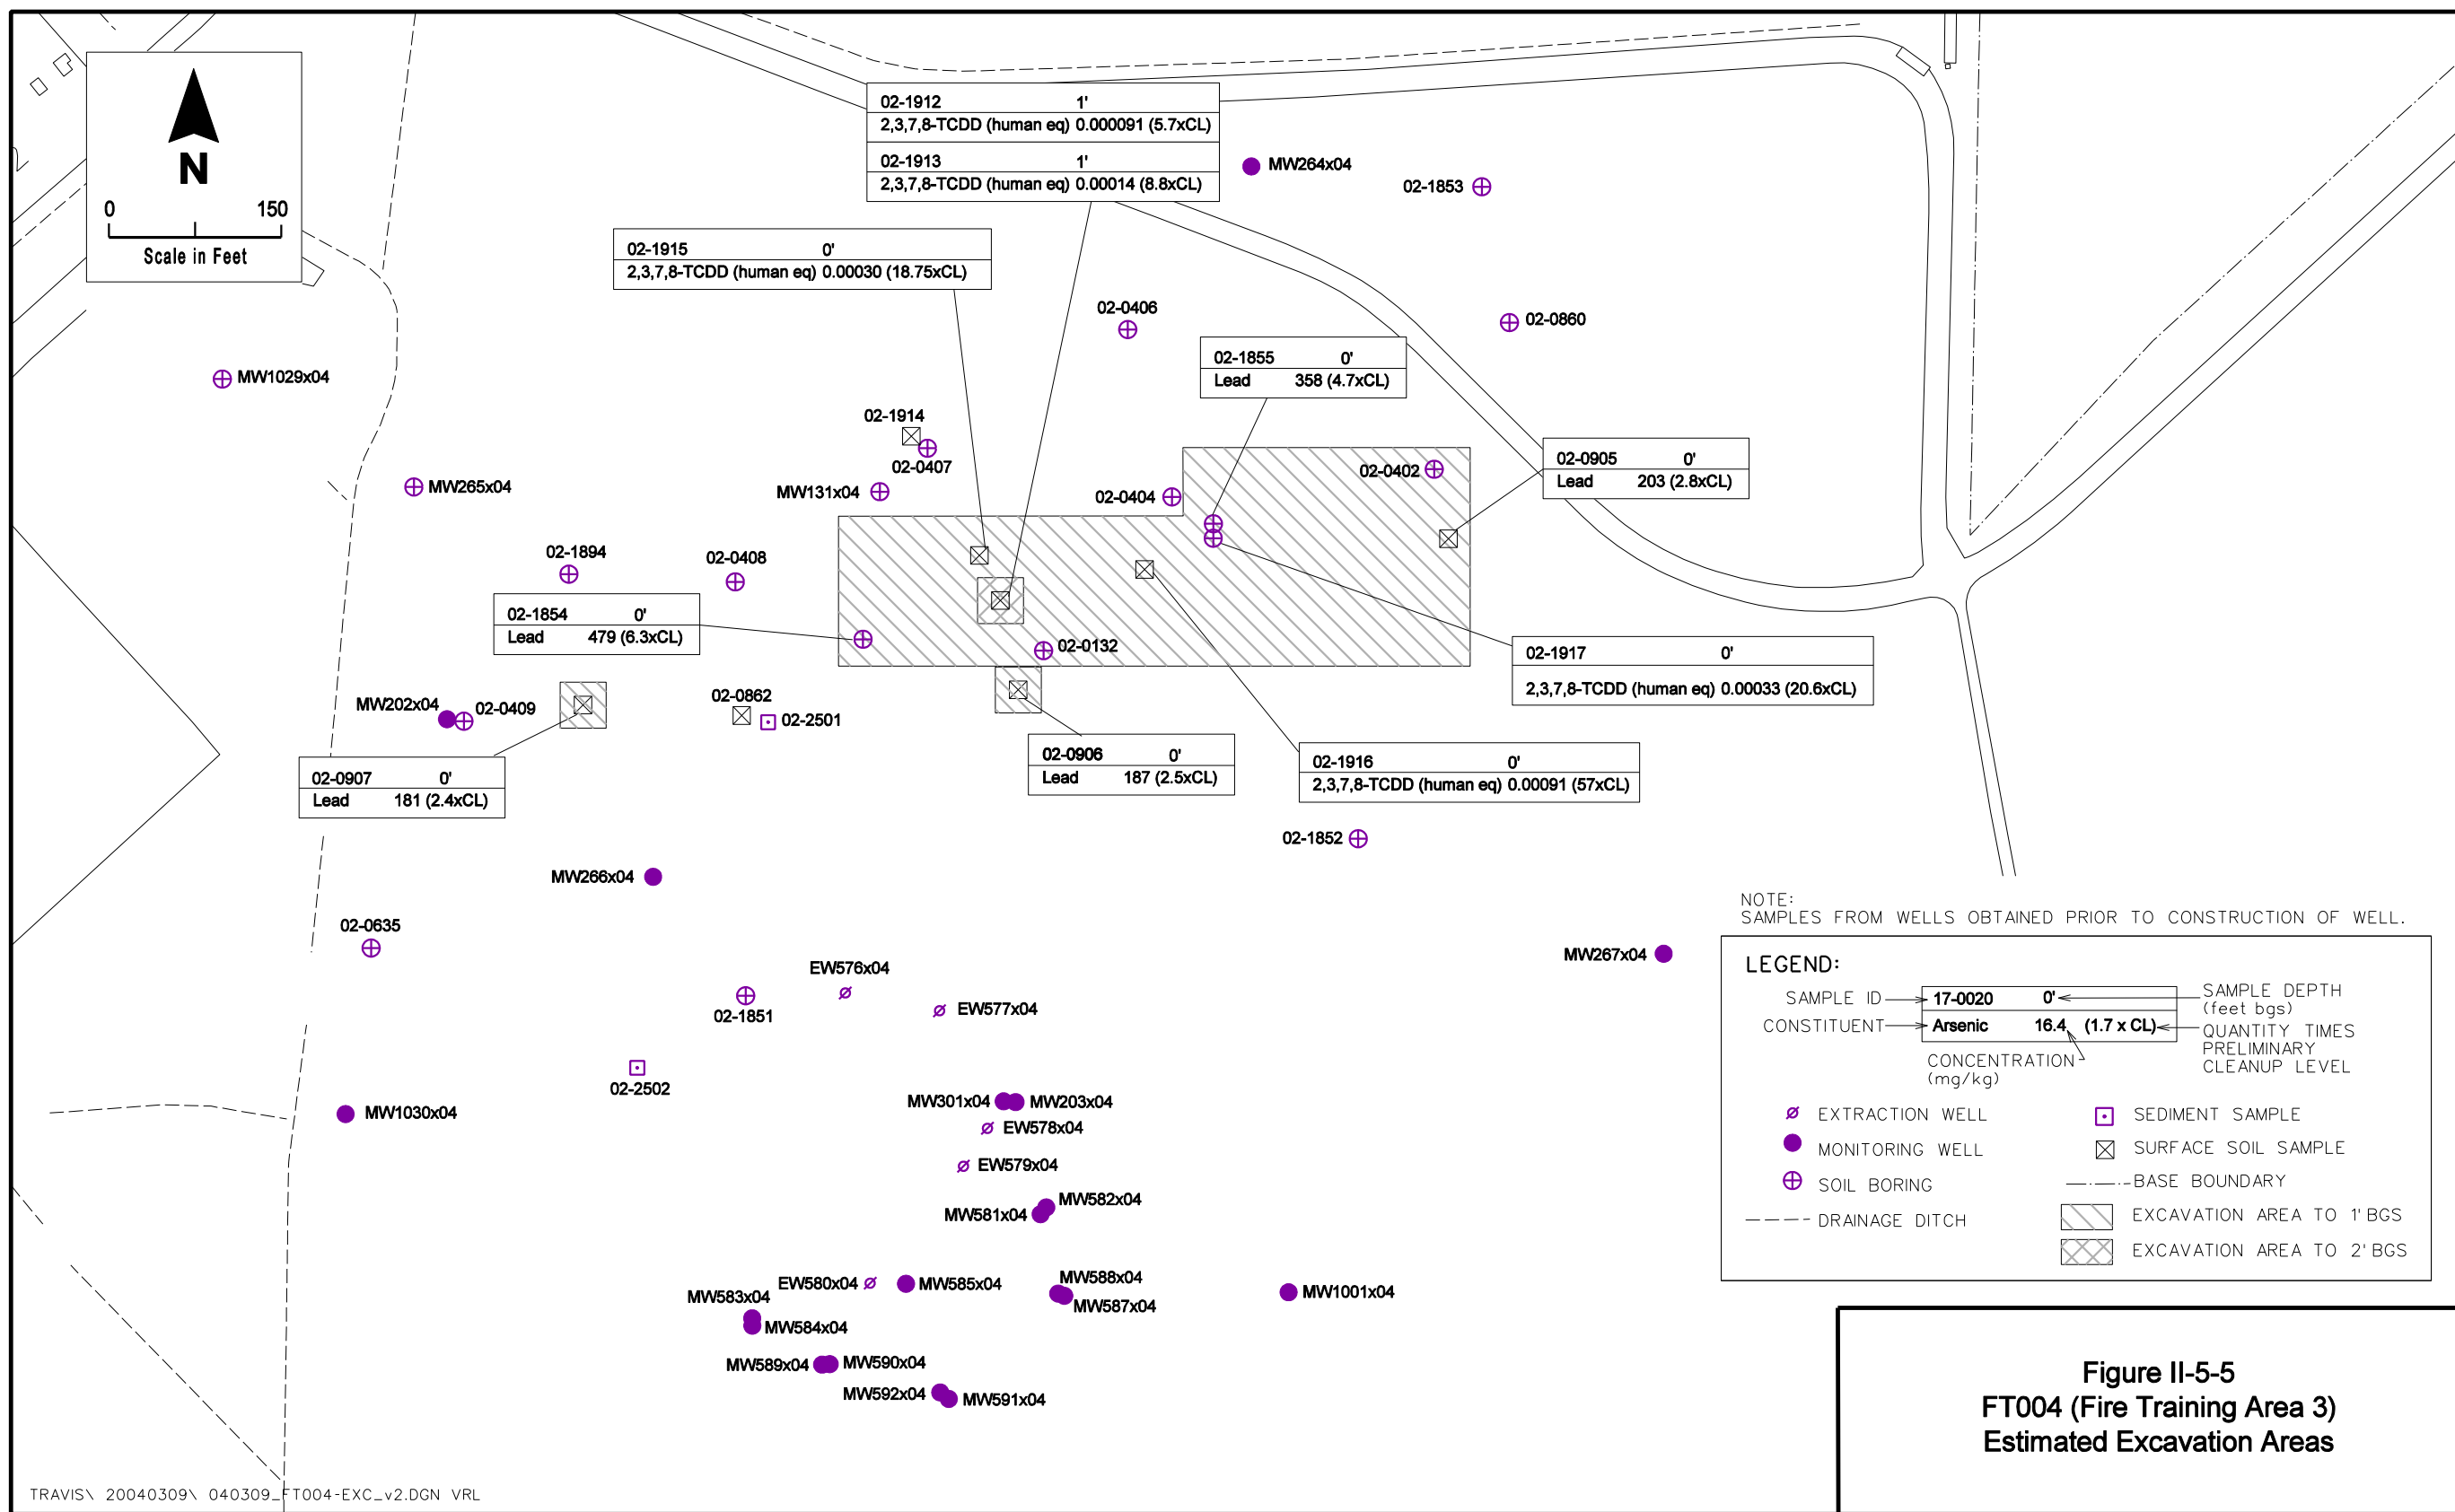 N
0 150
Scale in Feet
02-1912 1'
2,3,7,8-TCDD (human eq) 0.000091 (5.7xCL)
02-1913 1'
2,3,7,8-TCDD (human eq) 0.00014 (8.8xCL)
MW264x04
02-1853
02-1915 0'
2,3,7,8-TCDD (human eq) 0.00030 (18.75xCL)
02-0406
02-0860
02-1855 0'
Lead 358 (4.7xCL)
MW1029x04
02-1914
02-0407
02-0905 0'
Lead 203 (2.8xCL)
02-0402
MW265x04
MW131x04
02-0404
02-1894
02-0408
02-1854 0'
Lead 479 (6.3xCL)
02-0132
02-1917 0'
2,3,7,8-TCDD (human eq) 0.00033 (20.6xCL)
MW202x04
02-0409
02-0862
02-2501
02-0906 0'
Lead 187 (2.5xCL)
02-1916 0'
2,3,7,8-TCDD (human eq) 0.00091 (57xCL)
02-0907 0'
Lead 181 (2.4xCL)
02-1852
MW266x04
02-0635
MW267x04
EW576x04
EW577x04
02-1851
02-2502
MW1030x04
MW301x04
MW203x04
EW578x04
EW579x04
MW582x04
MW581x04
EW580x04
MW585x04
MW588x04
MW587x04
MW1001x04
MW583x04
MW584x04
MW589x04
MW590x04
MW592x04
MW591x04
NOTE:
SAMPLES FROM WELLS OBTAINED PRIOR TO CONSTRUCTION OF WELL.
LEGEND:
SAMPLE ID
17-0020 0'
SAMPLE DEPTH
(feet bgs)
CONSTITUENT
Arsenic 16.4 (1.7 x CL)
QUANTITY TIMES
PRELIMINARY
CLEANUP LEVEL
CONCENTRATION
(mg/kg)
EXTRACTION WELL
SEDIMENT SAMPLE
MONITORING WELL
SURFACE SOIL SAMPLE
SOIL BORING
BASE BOUNDARY
DRAINAGE DITCH
EXCAVATION AREA TO 1' BGS
EXCAVATION AREA TO 2' BGS
Figure II-5-5
FT004 (Fire Training Area 3)
Estimated Excavation Areas
TRAVIS\ 20040309\ 040309_FT004-EXC_v2.DGN VRL